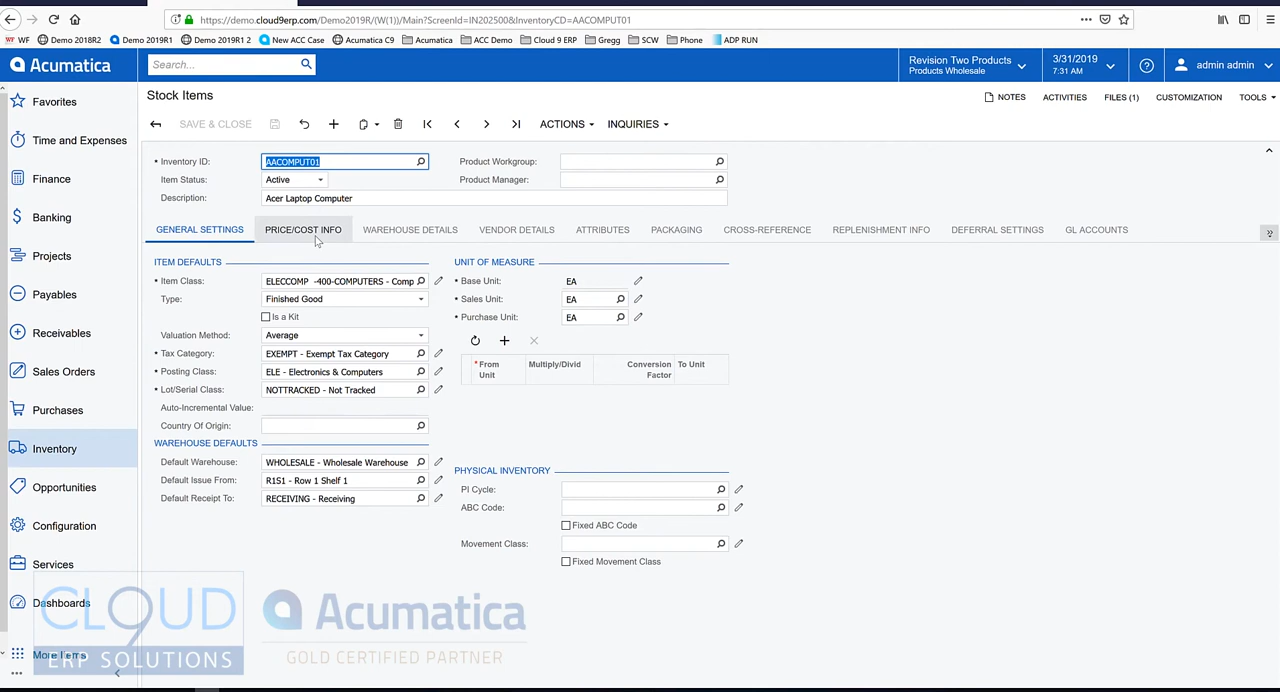 https://demo.cloud9erp.com/Demo2019R/(W(1))/Main?ScreenId=IN202500&InventoryCD=AACOMPUT01
WF Demo 2018R2 Demo 2019R1 Demo 2019R1 2 New ACC Case Acumatica C9 Acumatica ACC Demo Cloud 9 ERP Gregg SCW Phone ADP RUN
Acumatica Search... Revision Two Products 3/31/2019 ? admin admin
Products Wholesale 7:31 AM
Favorites
Time and Expenses
Finance
Banking
Projects
Payables
Receivables
Sales Orders
Purchases
Inventory
Opportunities
Configuration
Services
Dashboards
More Items
Stock Items NOTES ACTIVITIES FILES (1) CUSTOMIZATION TOOLS
SAVE & CLOSE ACTIONS INQUIRIES
Inventory ID: AACOMPUT01 Product Workgroup:
Item Status: Active Product Manager:
Description: Acer Laptop Computer
GENERAL SETTINGS PRICE/COST INFO WAREHOUSE DETAILS VENDOR DETAILS ATTRIBUTES PACKAGING CROSS-REFERENCE REPLENISHMENT INFO DEFERRAL SETTINGS GL ACCOUNTS
ITEM DEFAULTS
Item Class: ELECCOMP -400-COMPUTERS - Comp
Type: Finished Good
Is a Kit
Valuation Method: Average
Tax Category: EXEMPT - Exempt Tax Category
Posting Class: ELE - Electronics & Computers
Lot/Serial Class: NOTTRACKED - Not Tracked
Auto-Incremental Value:
Country Of Origin:
WAREHOUSE DEFAULTS
Default Warehouse: WHOLESALE - Wholesale Warehouse
Default Issue From: R1S1 - Row 1 Shelf 1
Default Receipt To: RECEIVING - Receiving
UNIT OF MEASURE
Base Unit: EA
Sales Unit: EA
Purchase Unit: EA
* From Unit Multiply/Divid Conversion Factor To Unit
PHYSICAL INVENTORY
PI Cycle:
ABC Code:
Fixed ABC Code
Movement Class:
Fixed Movement Class
CLOUD9
ERP SOLUTIONS
Acumatica
GOLD CERTIFIED PARTNER